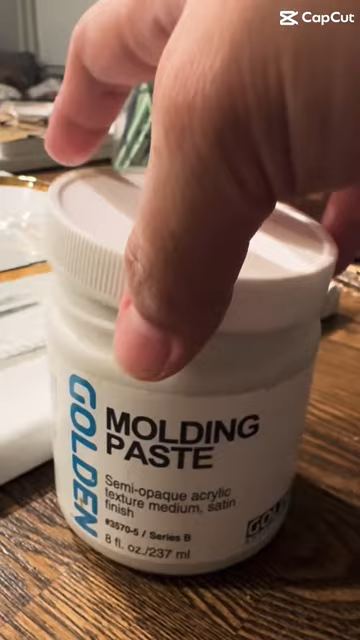 CapCut
GOLDEN
MOLDING
PASTE
Semi-opaque acrylic
texture medium, satin
finish
#3570-5 / Series B
8 fl. oz./237 ml